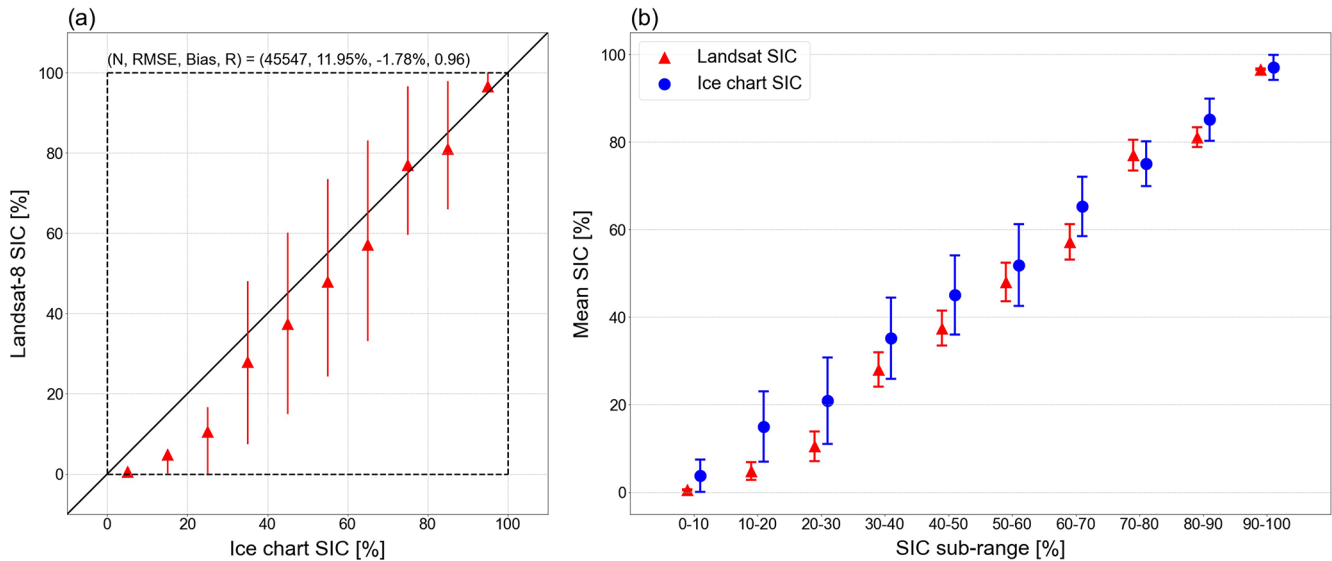 (a)
(N, RMSE, Bias, R) = (45547, 11.95%, -1.78%, 0.96)
100
80
60
40
20
0
Landsat-8 SIC [%]
0 20 40 60 80 100
Ice chart SIC [%]
(b)
Landsat SIC
Ice chart SIC
100
80
60
40
20
0
Mean SIC [%]
0-10 10-20 20-30 30-40 40-50 50-60 60-70 70-80 80-90 90-100
SIC sub-range [%]